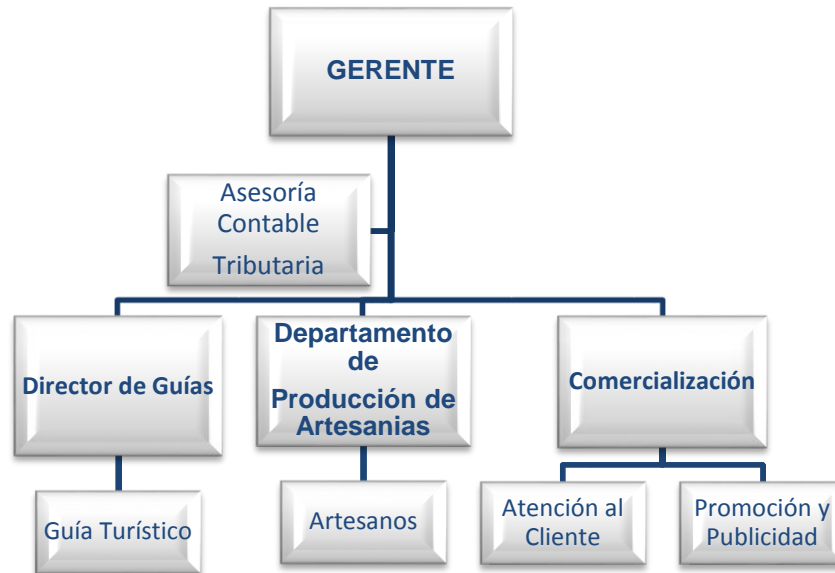 GERENTE
Asesoría
Contable
Tributaria
Director de Guías
Departamento
de
Producción de
Artesanias
Comercialización
Guía Turístico
Artesanos
Atención al
Cliente
Promoción y
Publicidad